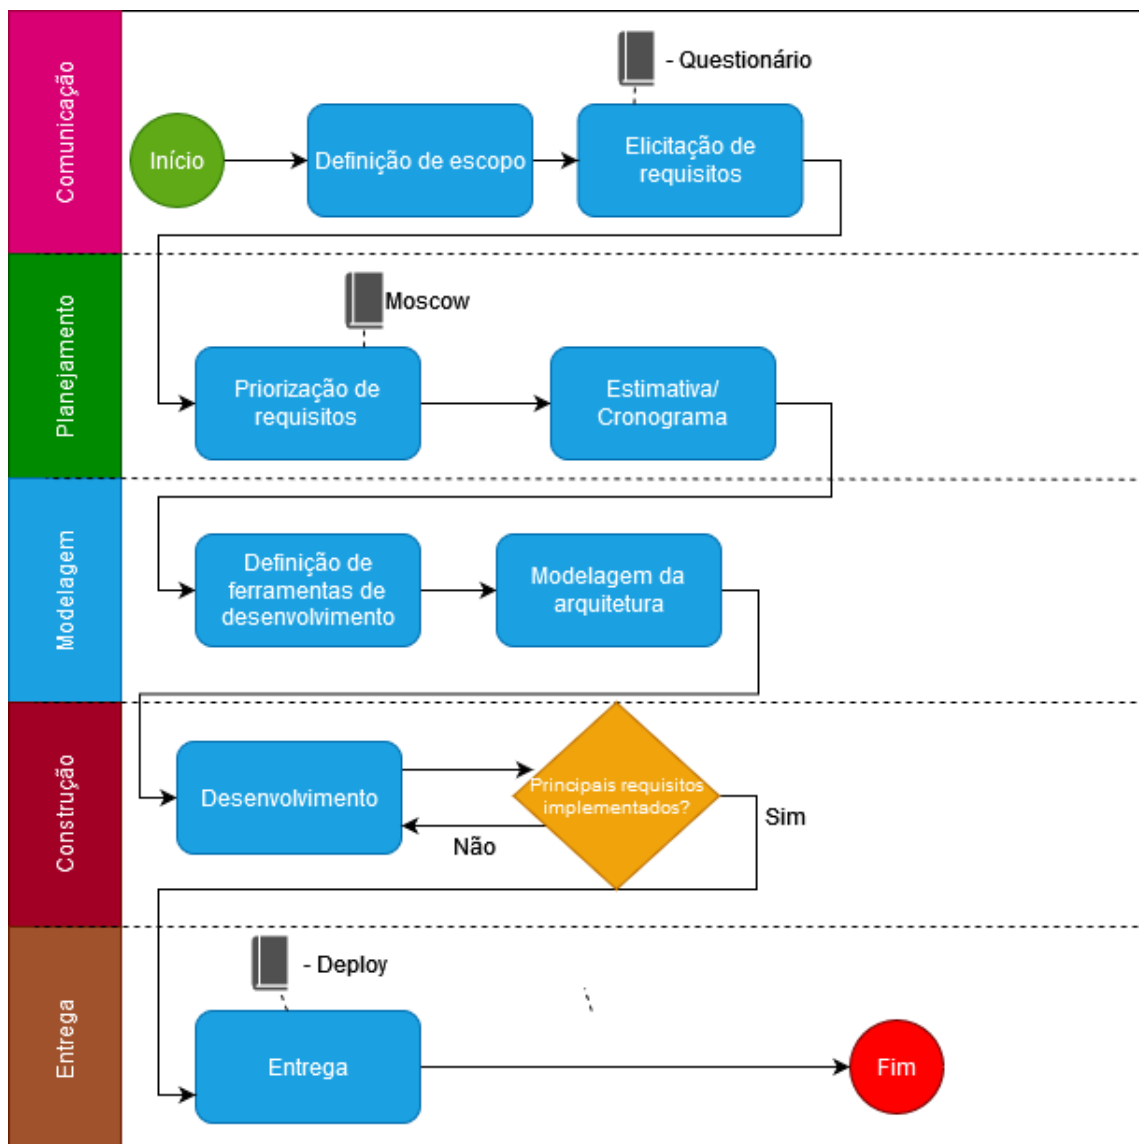 Comunicação
- Questionário
Início
Definição de escopo
Elicitação de
requisitos
Planejamento
Moscow
Priorização de
requisitos
Estimativa/
Cronograma
Modelagem
Definição de
ferramentas de
desenvolvimento
Modelagem da
arquitetura
Construção
Desenvolvimento
Principais requisitos
implementados?
Não
Sim
Entrega
- Deploy
Entrega
Fim